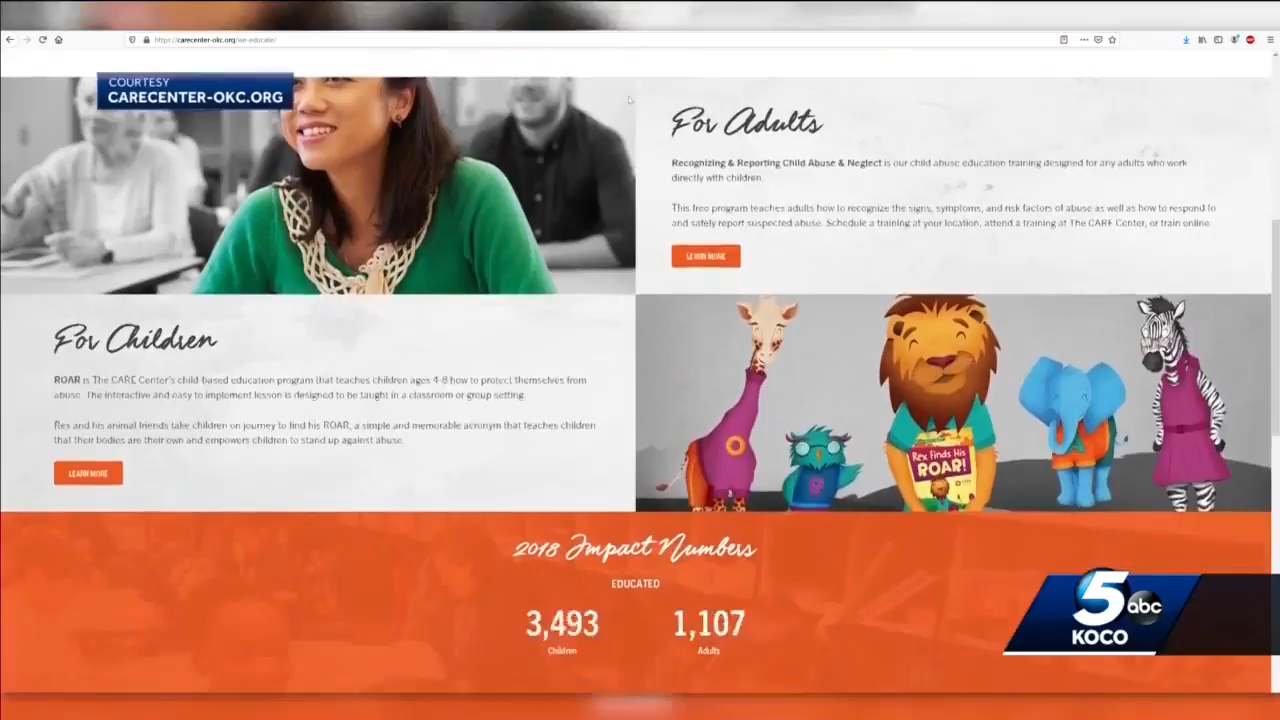 https://carecenter-okc.org/we-educate/
COURTESY
CARECENTER-OKC.ORG
For Adults
Recognizing & Reporting Child Abuse & Neglect is our child abuse education training designed for any adults who work
directly with children.
This free program teaches adults how to recognize the signs, symptoms, and risk factors of abuse as well as how to respond to
and safely report suspected abuse. Schedule a training at your location, attend a training at The CARE Center, or train online.
LEARN MORE
For Children
ROAR is The CARE Center's child-based education program that teaches children ages 4-8 how to protect themselves from
abuse. The interactive and easy to implement lesson is designed to be taught in a classroom or group setting.
Rex and his animal friends take children on journey to find his ROAR, a simple and memorable acronym that teaches children
that their bodies are their own and empowers children to stand up against abuse.
LEARN MORE
R
Rex Finds His
ROAR!
2018 Impact Numbers
EDUCATED
3,493 1,107
Children Adults
5 abc
KOCO